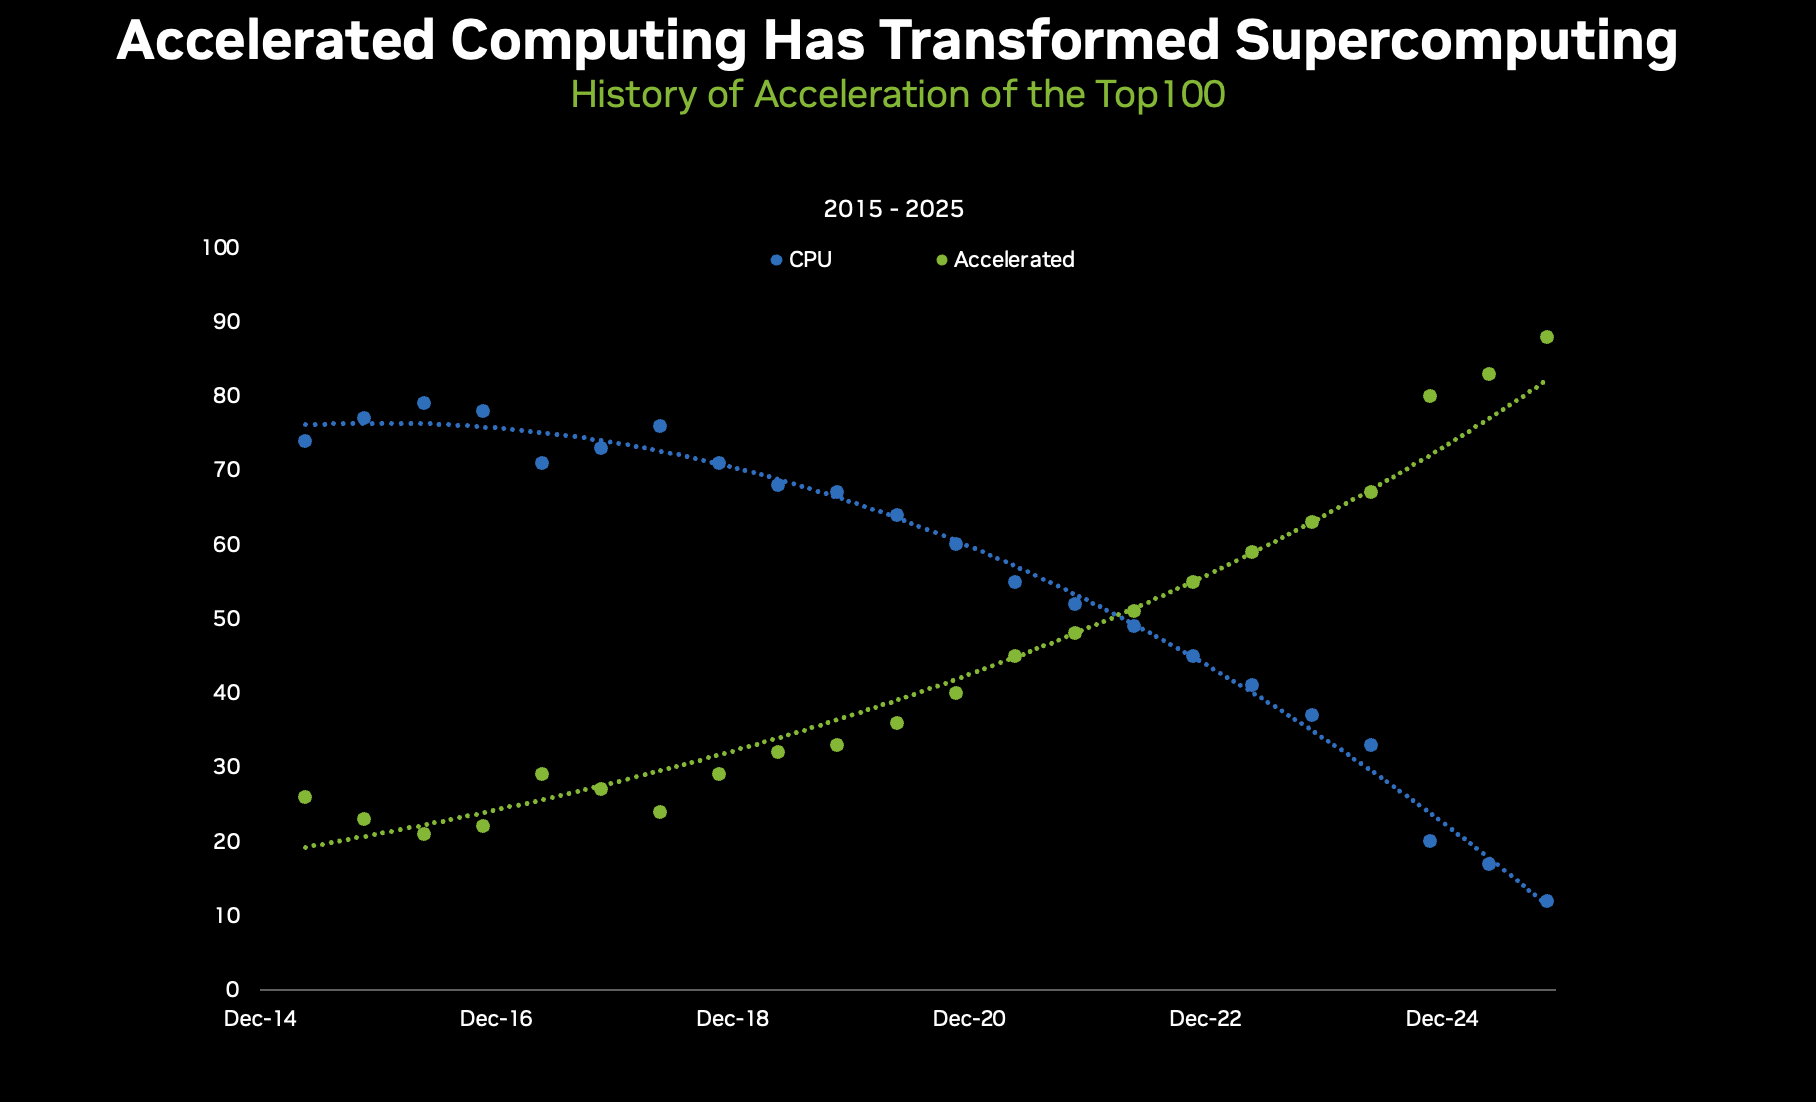 Accelerated Computing Has Transformed Supercomputing
History of Acceleration of the Top100
2015 - 2025
CPU
Accelerated
100
90
80
70
60
50
40
30
20
10
0
Dec-14
Dec-16
Dec-18
Dec-20
Dec-22
Dec-24